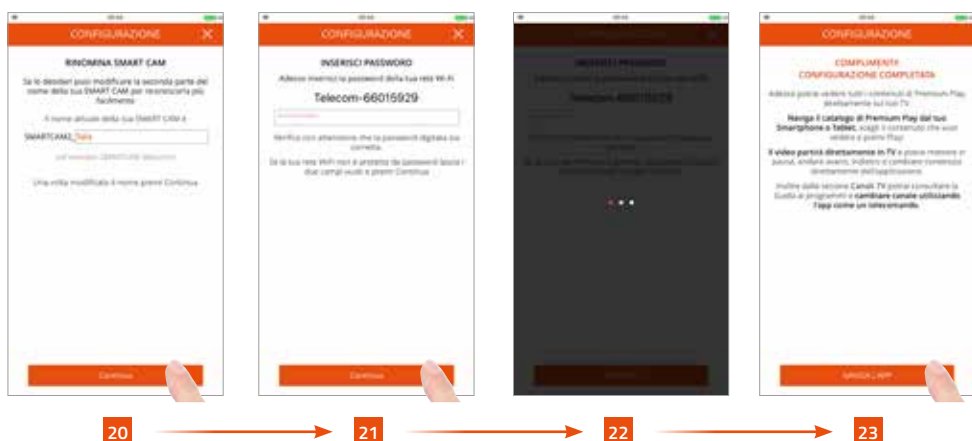 CONFIGURAZIONE
RINOMINA SMART CAM
Se lo desideri puoi modificare la seconda parte del
nome della tua SMART CAM per riconoscerla più
facilmente
Il nome attuale della tua SMART CAM è
SMARTCAM2_
Una volta modificato il nome premi Continua
Continua
20
CONFIGURAZIONE
INSERISCI PASSWORD
Adesso inserisci la password della tua rete Wi-Fi
Telecom-66015929
Verifica con attenzione che la password digitata sia
corretta.
Se la tua rete Wi-Fi non è protetta da password lascia i
due campi vuoti e premi Continua
Continua
21
INSERISCI PASSWORD
22
CONFIGURAZIONE
COMPLIMENTI!
CONFIGURAZIONE COMPLETATA
Adesso potrai vedere tutti i contenuti di Premium Play
direttamente sul tuo TV.
Naviga il catalogo di Premium Play dal tuo
Smartphone o Tablet, scegli il contenuto che vuoi
vedere e premi Play.
Il video partirà direttamente in TV e potrai mettere in
pausa, andare avanti, indietro o cambiare contenuto
direttamente dall'applicazione.
Inoltre dalla sezione Canali TV potrai consultare la
Guida ai programmi e cambiare canale utilizzando
l'app come un telecomando.
NAVIGA L'APP
23